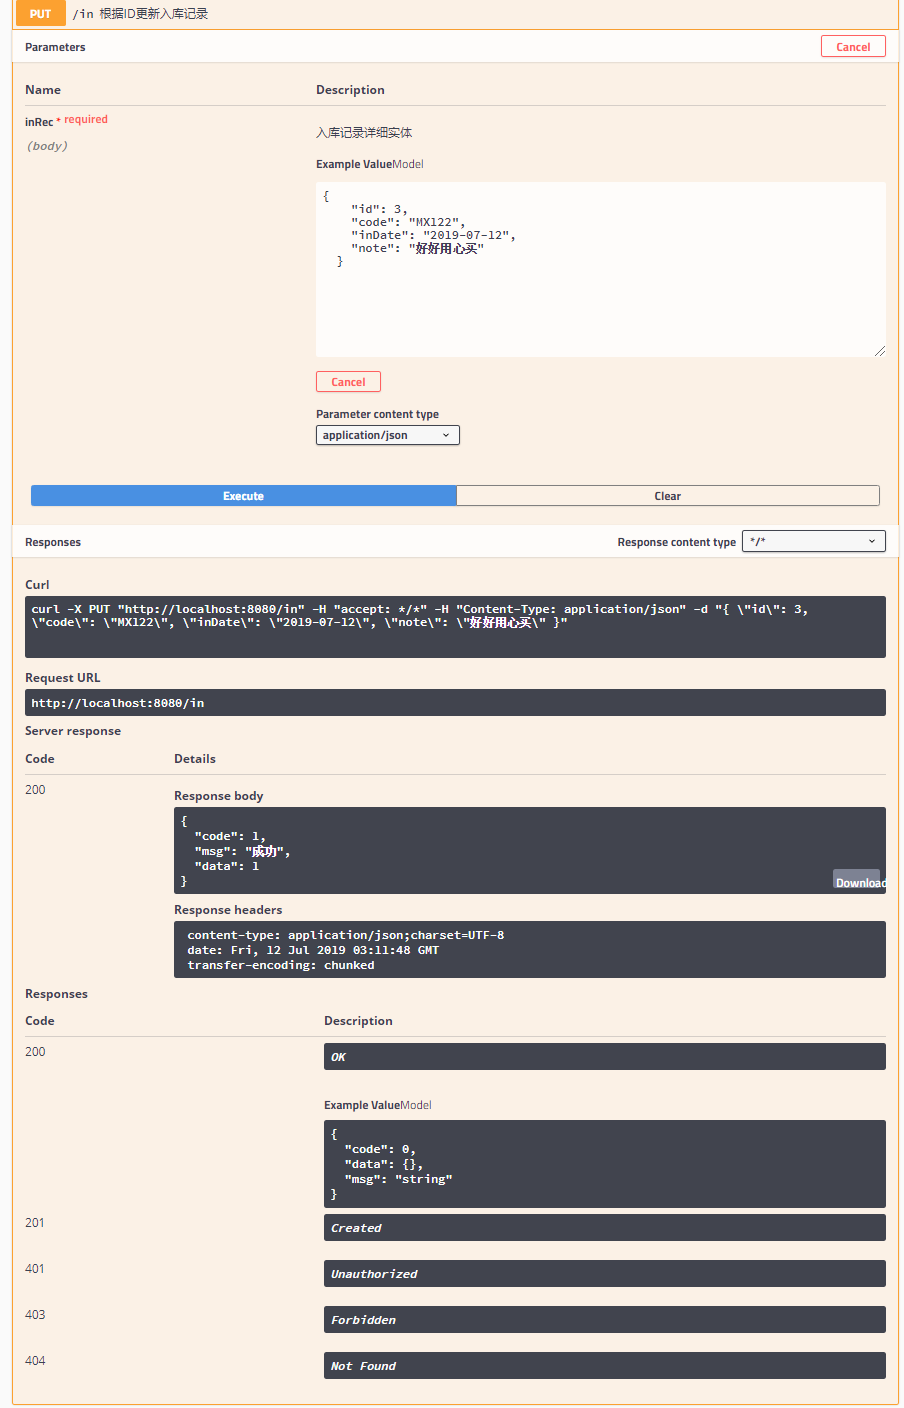 PUT /in 根据ID更新入库记录
Parameters Cancel
Name Description
inRec * required
(body)
入库记录详细实体
Example Value Model
{
"id": 3,
"code": "MX122",
"inDate": "2019-07-12",
"note": "好好用心买"
}
Cancel
Parameter content type
application/json
Execute Clear
Responses Response content type */*
Curl
curl -X PUT "http://localhost:8080/in" -H "accept: */*" -H "Content-Type: application/json" -d "{ \"id\": 3,
\"code\": \"MX122\", \"inDate\": \"2019-07-12\", \"note\": \"好好用心买\" }"
Request URL
http://localhost:8080/in
Server response
Code Details
200
Response body
{
"code": 1,
"msg": "成功",
"data": 1
}
Download
Response headers
content-type: application/json;charset=UTF-8
date: Fri, 12 Jul 2019 03:11:48 GMT
transfer-encoding: chunked
Responses
Code Description
200 OK
Example Value Model
{
"code": 0,
"data": {},
"msg": "string"
}
201 Created
401 Unauthorized
403 Forbidden
404 Not Found